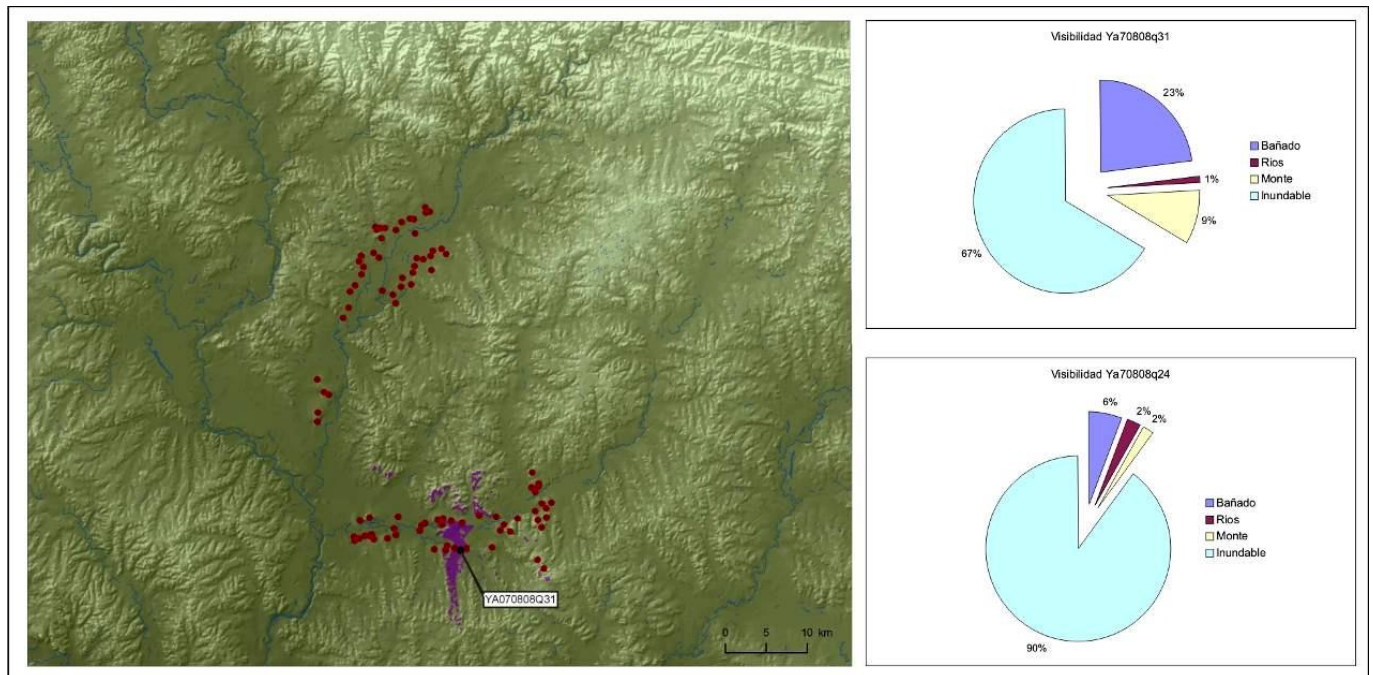 YA070808Q31
0 5 10 km
Visibilidad Ya70808q31
23%
1%
9%
67%
Bañado
Rios
Monte
Inundable
Visibilidad Ya70808q24
6%
2%
2%
90%
Bañado
Rios
Monte
Inundable